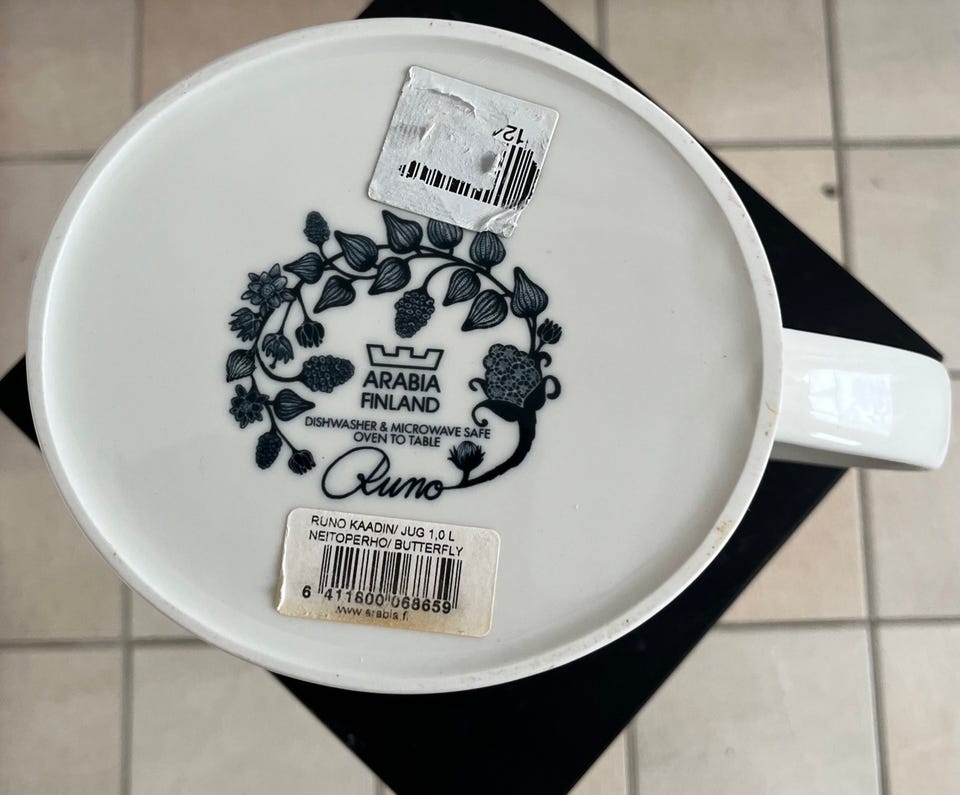 12
ARABIA
FINLAND
DISHWASHER & MICROWAVE SAFE
OVEN TO TABLE
Runo
RUNO KAADIN/ JUG 1,0 L
NEITOPERHO/ BUTTERFLY
6 411800 068659
www.arabia.fi